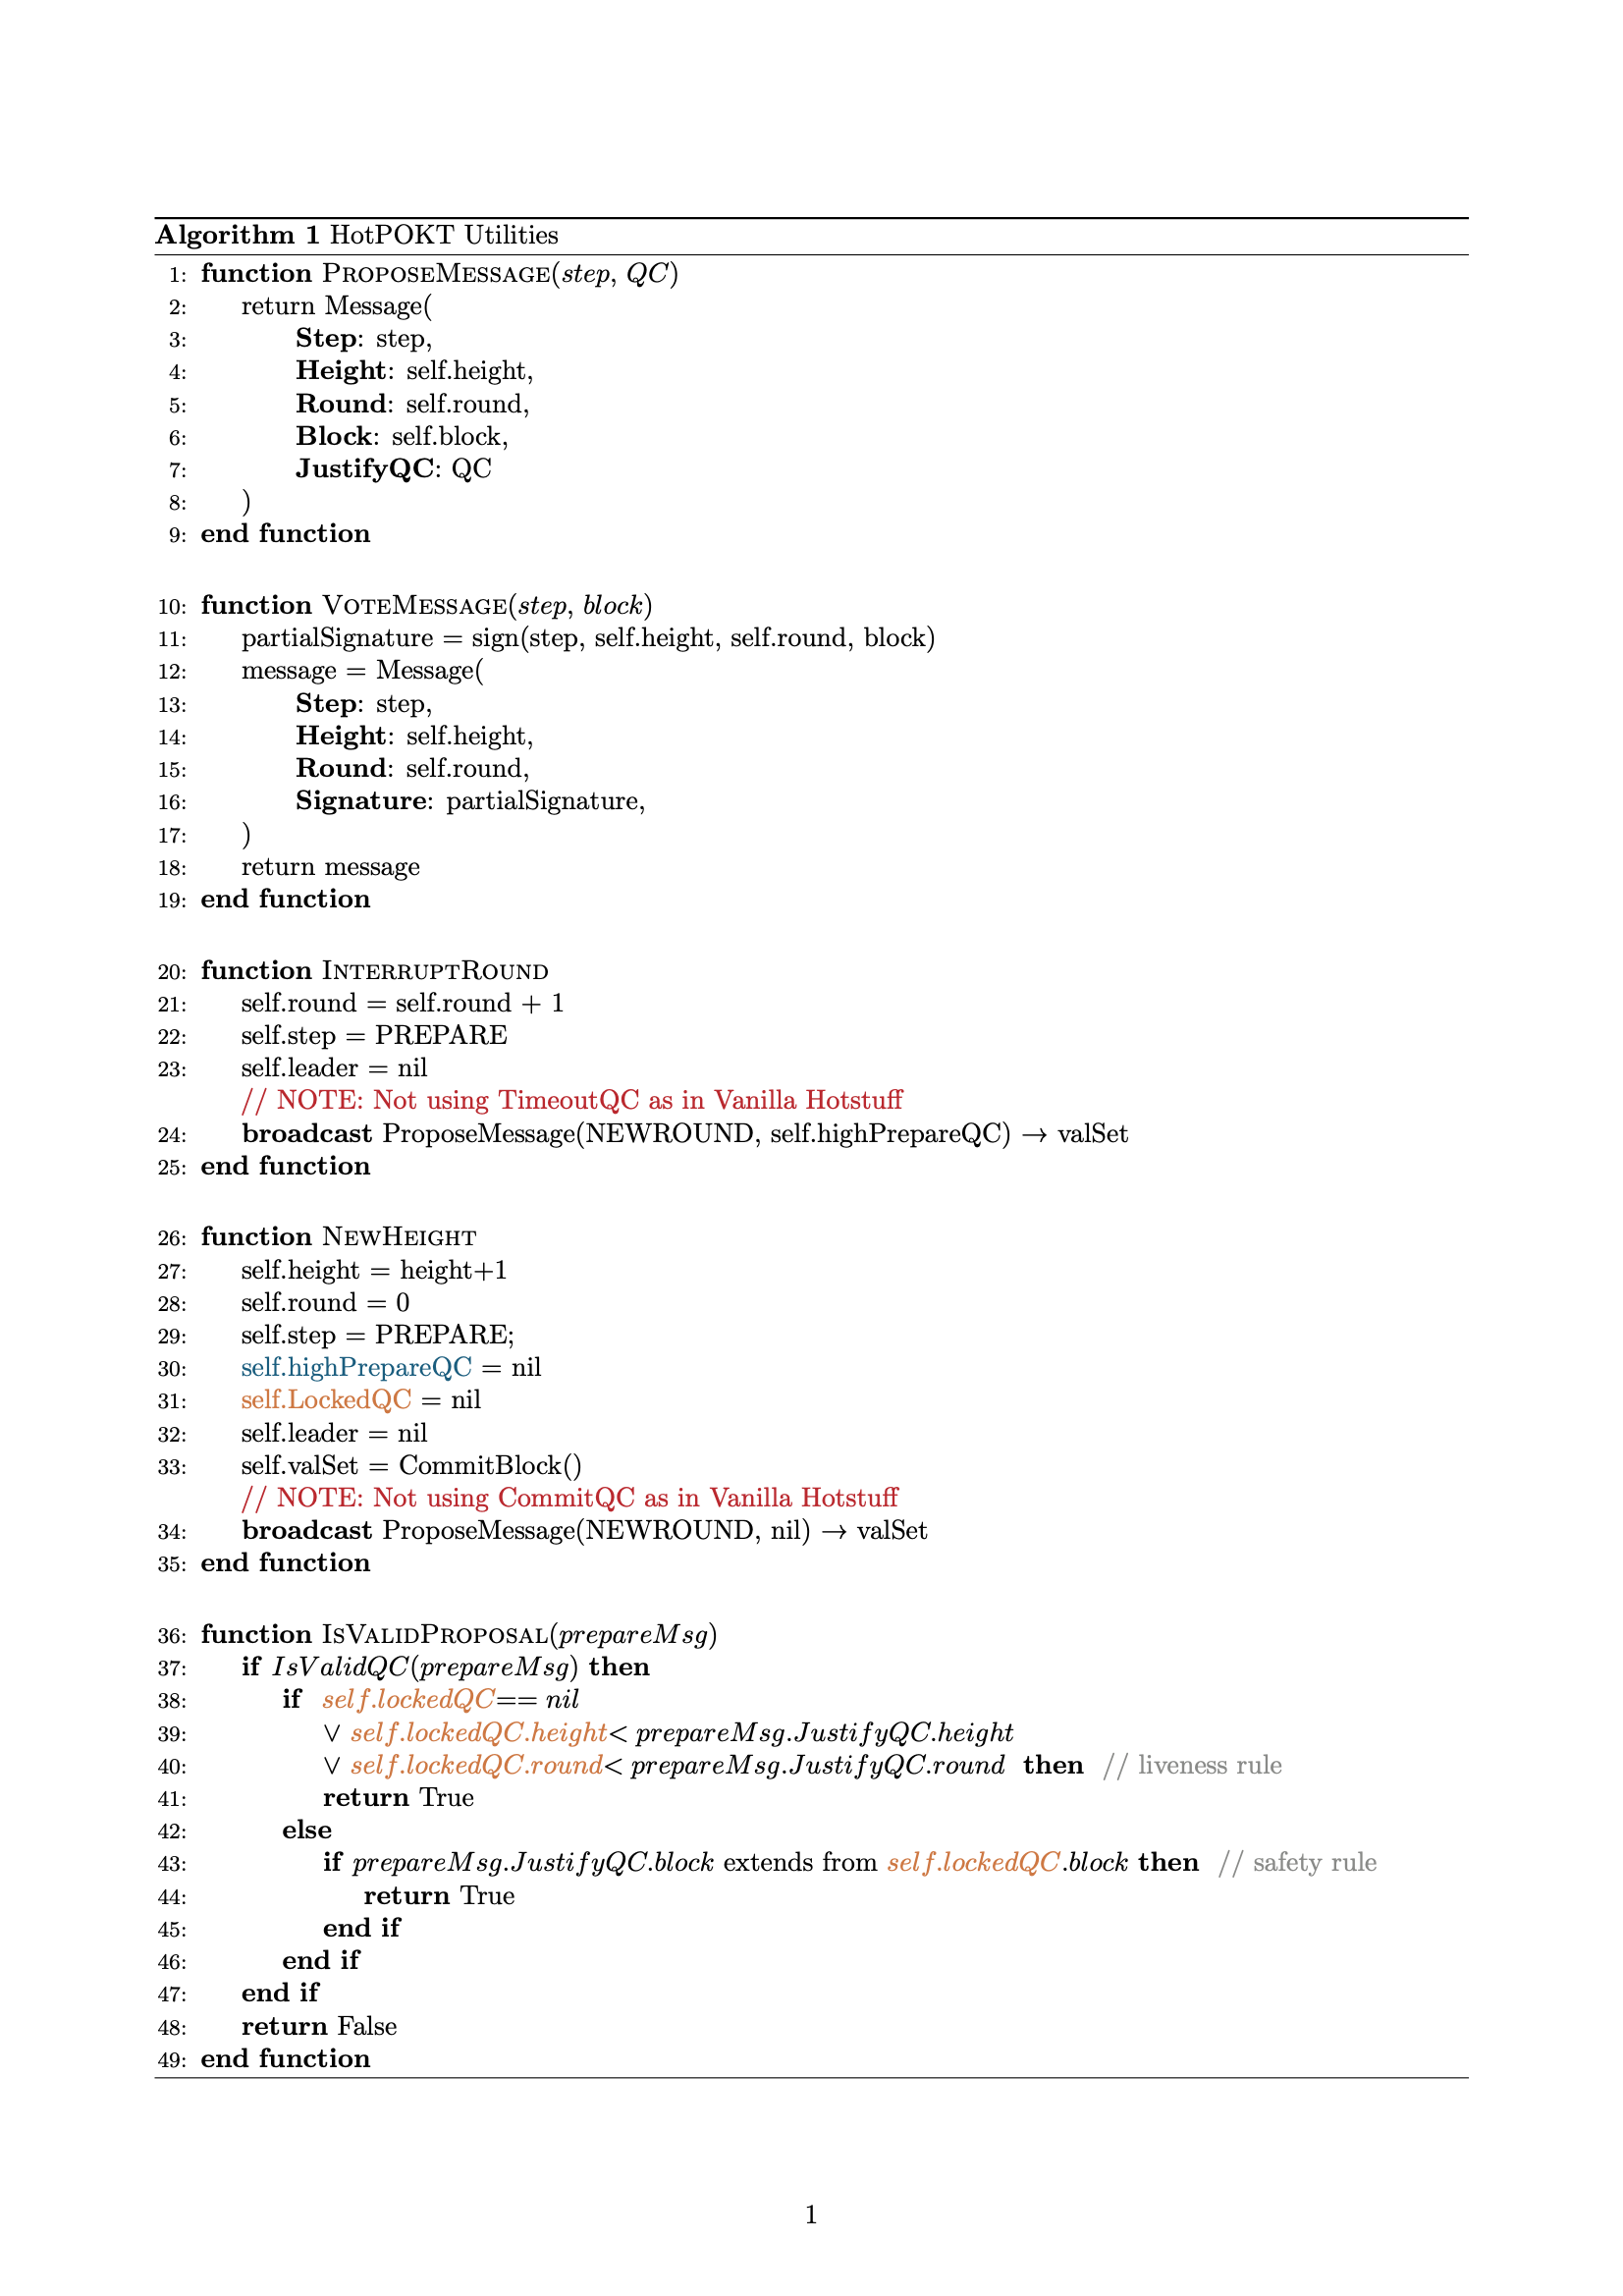 Algorithm 1 HotPOKT Utilities
1: function PROPOSEMESSAGE(step, QC)
2: return Message(
3: Step: step,
4: Height: self.height,
5: Round: self.round,
6: Block: self.block,
7: JustifyQC: QC
8: )
9: end function
10: function VOTEMESSAGE(step, block)
11: partialSignature = sign(step, self.height, self.round, block)
12: message = Message(
13: Step: step,
14: Height: self.height,
15: Round: self.round,
16: Signature: partialSignature,
17: )
18: return message
19: end function
20: function INTERRUPTROUND
21: self.round = self.round + 1
22: self.step = PREPARE
23: self.leader = nil
// NOTE: Not using TimeoutQC as in Vanilla Hotstuff
24: broadcast ProposeMessage(NEWROUND, self.highPrepareQC) → valSet
25: end function
26: function NEWHEIGHT
27: self.height = height+1
28: self.round = 0
29: self.step = PREPARE;
30: self.highPrepareQC = nil
31: self.LockedQC = nil
32: self.leader = nil
33: self.valSet = CommitBlock()
// NOTE: Not using CommitQC as in Vanilla Hotstuff
34: broadcast ProposeMessage(NEWROUND, nil) → valSet
35: end function
36: function ISVALIDPROPOSAL(prepareMsg)
37: if IsValidQC(prepareMsg) then
38: if self.lockedQC== nil
39: ∨ self.lockedQC.height< prepareMsg.JustifyQC.height
40: ∨ self.lockedQC.round< prepareMsg.JustifyQC.round then // liveness rule
41: return True
42: else
43: if prepareMsg.JustifyQC.block extends from self.lockedQC.block then // safety rule
44: return True
45: end if
46: end if
47: end if
48: return False
49: end function
1